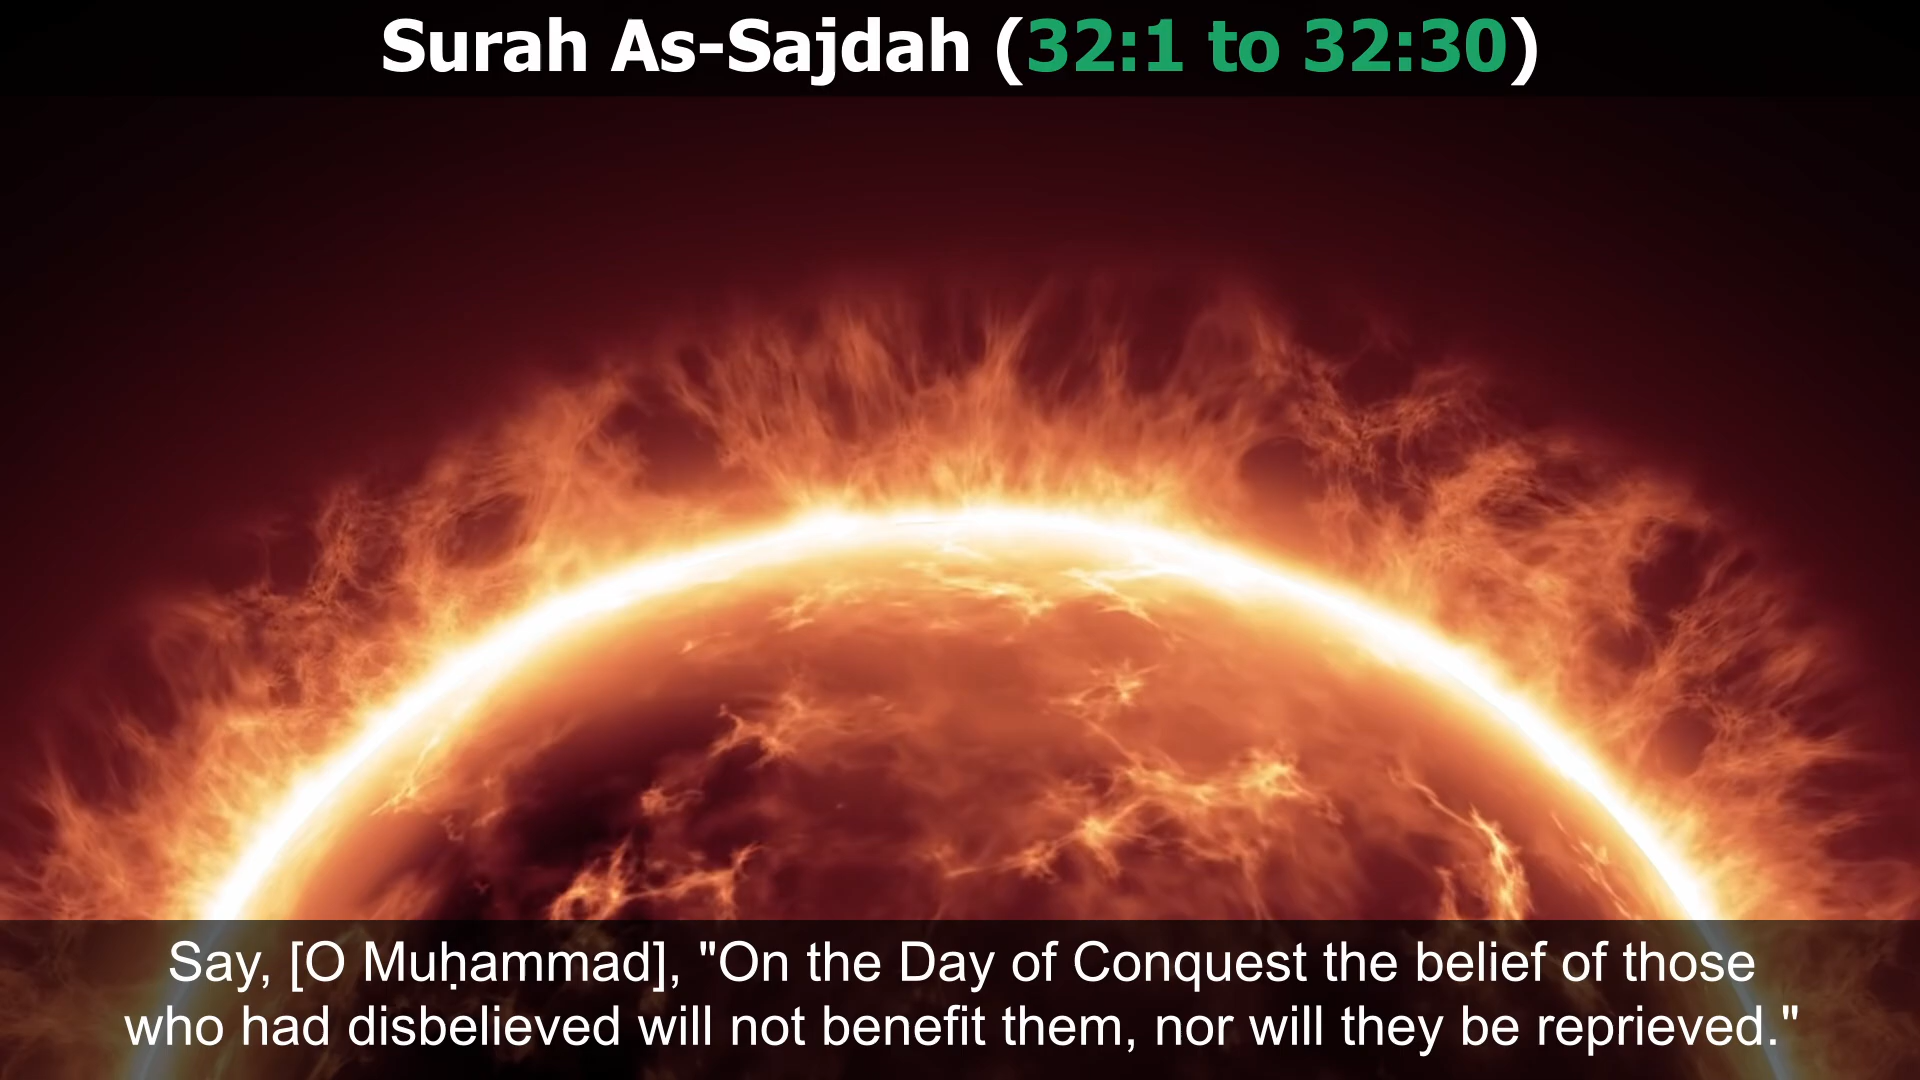 Surah As-Sajdah (32:1 to 32:30)
Say, [O Muḥammad], "On the Day of Conquest the belief of those
who had disbelieved will not benefit them, nor will they be reprieved."